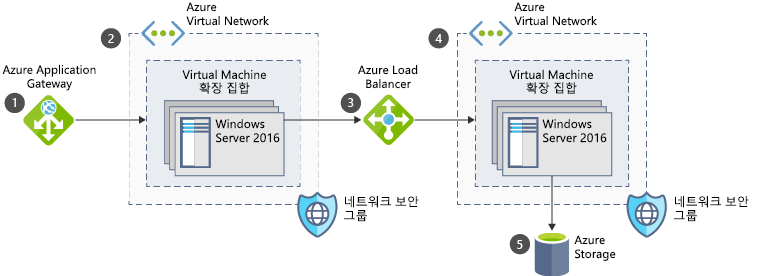 Azure
Virtual Network
2
Azure Application
Gateway
1
Virtual Machine
확장 집합
Windows
Server 2016
네트워크 보안
그룹
Azure Load
Balancer
3
Azure
Virtual Network
4
Virtual Machine
확장 집합
Windows
Server 2016
네트워크 보안
그룹
5
Azure
Storage